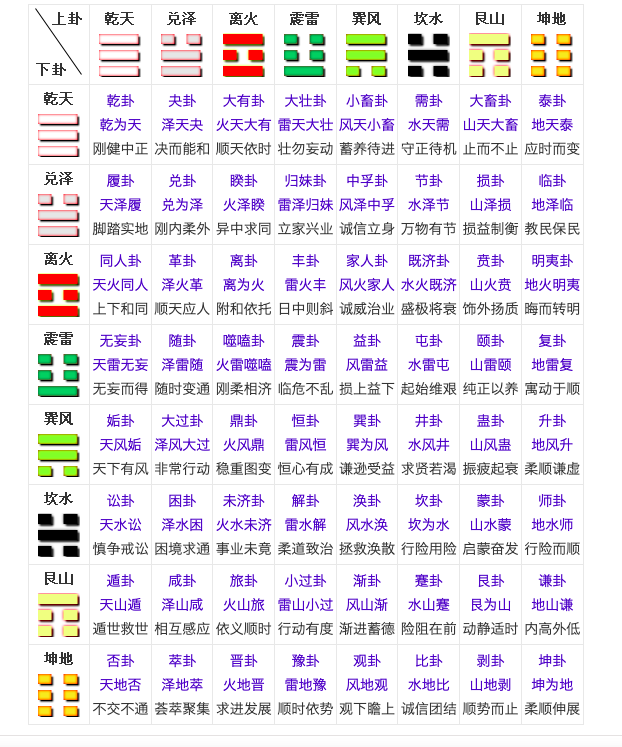 上卦
下卦
乾天 兑泽 离火 震雷 巽风 坎水 艮山 坤地
乾天
乾卦 夬卦 大有卦 大壮卦 小畜卦 需卦 大畜卦 泰卦
乾为天 泽天夬 火天大有 雷天大壮 风天小畜 水天需 山天大畜 地天泰
刚健中正 决而能和 顺天依时 壮勿妄动 蓄养待进 守正待机 止而不止 应时而变
兑泽
履卦 兑卦 睽卦 归妹卦 中孚卦 节卦 损卦 临卦
天泽履 兑为泽 火泽睽 雷泽归妹 风泽中孚 水泽节 山泽损 地泽临
脚踏实地 刚内柔外 异中求同 立家兴业 诚信立身 万物有节 损益制衡 教民保民
离火
同人卦 革卦 离卦 丰卦 家人卦 既济卦 贲卦 明夷卦
天火同人 泽火革 离为火 雷火丰 风火家人 水火既济 山火贲 地火明夷
上下和同 顺天应人 附和依托 日中则斜 诚威治业 盛极将衰 饰外扬质 晦而转明
震雷
无妄卦 随卦 噬嗑卦 震卦 益卦 屯卦 颐卦 复卦
天雷无妄 泽雷随 火雷噬嗑 震为雷 风雷益 水雷屯 山雷颐 地雷复
无妄而得 随时变通 刚柔相济 临危不乱 损上益下 起始维艰 纯正以养 寓动于顺
巽风
姤卦 大过卦 鼎卦 恒卦 巽卦 井卦 蛊卦 升卦
天风姤 泽风大过 火风鼎 雷风恒 巽为风 水风井 山风蛊 地风升
天下有风 非常行动 稳重图变 恒心有成 谦逊受益 求贤若渴 振疲起衰 柔顺谦虚
坎水
讼卦 困卦 未济卦 解卦 涣卦 坎卦 蒙卦 师卦
天水讼 泽水困 火水未济 雷水解 风水涣 坎为水 山水蒙 地水师
慎争戒讼 困境求通 事业未竟 柔道致治 拯救涣散 行险用险 启蒙奋发 行险而顺
艮山
遁卦 咸卦 旅卦 小过卦 渐卦 蹇卦 艮卦 谦卦
天山遁 泽山咸 火山旅 雷山小过 风山渐 水山蹇 艮为山 地山谦
遁世救世 相互感应 依义顺时 行动有度 渐进蓄德 险阻在前 动静适时 内高外低
坤地
否卦 萃卦 晋卦 豫卦 观卦 比卦 剥卦 坤卦
天地否 泽地萃 火地晋 雷地豫 风地观 水地比 山地剥 坤为地
不交不通 荟萃聚集 求进发展 顺时依势 观下瞻上 诚信团结 顺势而止 柔顺伸展